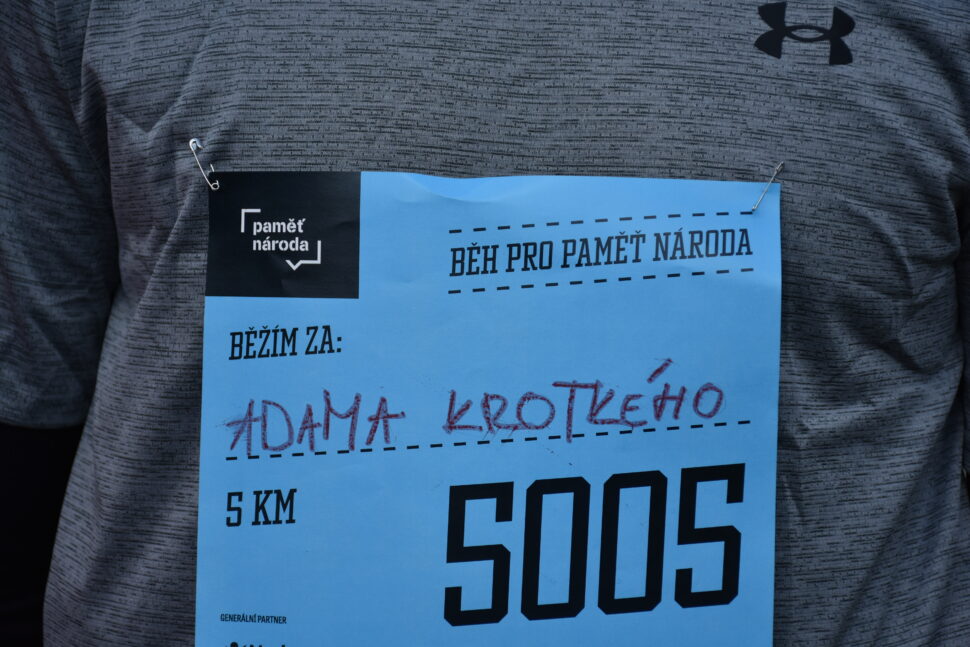 paměť
národa
BĚH PRO PAMĚŤ NÁRODA
BĚŽÍM ZA:
ADAMA KROTKÉHO
5 KM
5005
GENERÁLNÍ PARTNER